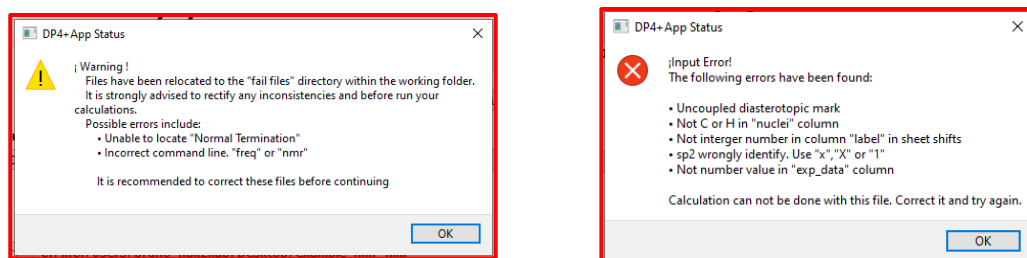 DP4+App Status
¡ Warning !
Files have been relocated to the "fail files" directory within the working folder.
It is strongly advised to rectify any inconsistencies and before run your
calculations.
Possible errors include:
• Unable to locate "Normal Termination"
• Incorrect command line. "freq" or "nmr"
It is recommended to correct these files before continuing
OK
DP4+App Status
¡Input Error!
The following errors have been found:
• Uncoupled diasterotopic mark
• Not C or H in "nuclei" column
• Not interger number in column "label" in sheet shifts
• sp2 wrongly identify. Use "x","X" or "1"
• Not number value in "exp_data" column
Calculation can not be done with this file. Correct it and try again.
OK